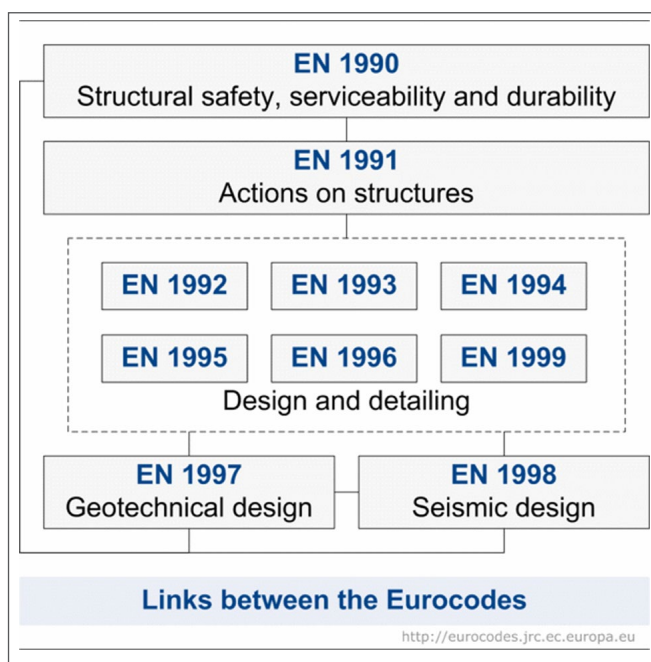 EN 1990
Structural safety, serviceability and durability
EN 1991
Actions on structures
EN 1992
EN 1993
EN 1994
EN 1995
EN 1996
EN 1999
Design and detailing
EN 1997
Geotechnical design
EN 1998
Seismic design
Links between the Eurocodes
http://eurocodes.jrc.ec.europa.eu